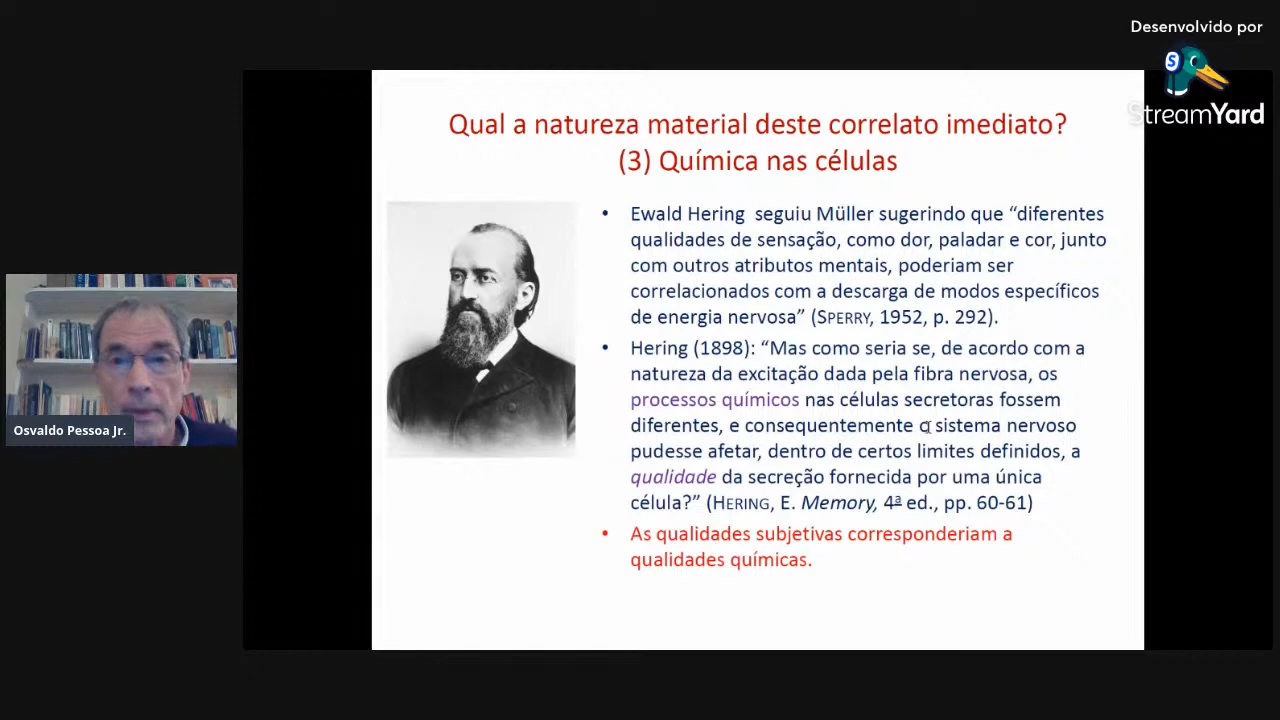 Desenvolvido por
StreamYard
Qual a natureza material deste correlato imediato?
(3) Química nas células
• Ewald Hering seguiu Müller sugerindo que “diferentes
qualidades de sensação, como dor, paladar e cor, junto
com outros atributos mentais, poderiam ser
correlacionados com a descarga de modos específicos
de energia nervosa” (SPERRY, 1952, p. 292).
• Hering (1898): “Mas como seria se, de acordo com a
natureza da excitação dada pela fibra nervosa, os
processos químicos nas células secretoras fossem
diferentes, e consequentemente o sistema nervoso
pudesse afetar, dentro de certos limites definidos, a
qualidade da secreção fornecida por uma única
célula?” (HERING, E. Memory, 4ª ed., pp. 60-61)
• As qualidades subjetivas corresponderiam a
qualidades químicas.
Osvaldo Pessoa Jr.